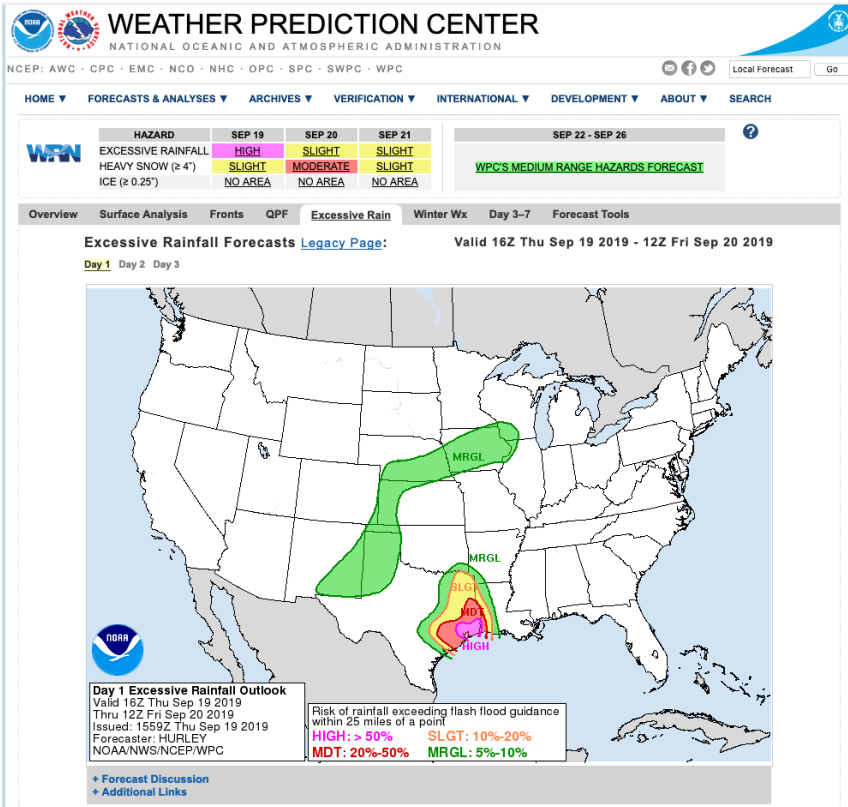 NOAA
WEATHER PREDICTION CENTER
NATIONAL OCEANIC AND ATMOSPHERIC ADMINISTRATION
NCEP: AWC · CPC · EMC · NCO · NHC · OPC · SPC · SWPC · WPC
Local Forecast Go
HOME ▼ FORECASTS & ANALYSES ▼ ARCHIVES ▼ VERIFICATION ▼ INTERNATIONAL ▼ DEVELOPMENT ▼ ABOUT ▼ SEARCH
WRN
HAZARD SEP 19 SEP 20 SEP 21 SEP 22 - SEP 26
EXCESSIVE RAINFALL HIGH SLIGHT SLIGHT
HEAVY SNOW (≥ 4") SLIGHT MODERATE SLIGHT WPC'S MEDIUM RANGE HAZARDS FORECAST
ICE (≥ 0.25") NO AREA NO AREA NO AREA
?
Overview Surface Analysis Fronts QPF Excessive Rain Winter Wx Day 3–7 Forecast Tools
Excessive Rainfall Forecasts Legacy Page: Valid 16Z Thu Sep 19 2019 - 12Z Fri Sep 20 2019
Day 1 Day 2 Day 3
MRGL
MRGL
SLGT
MDT
HIGH
NOAA
Day 1 Excessive Rainfall Outlook
Valid 16Z Thu Sep 19 2019
Thru 12Z Fri Sep 20 2019
Issued: 1559Z Thu Sep 19 2019
Forecaster: HURLEY
NOAA/NWS/NCEP/WPC
Risk of rainfall exceeding flash flood guidance
within 25 miles of a point
HIGH: > 50% SLGT: 10%-20%
MDT: 20%-50% MRGL: 5%-10%
+ Forecast Discussion
+ Additional Links